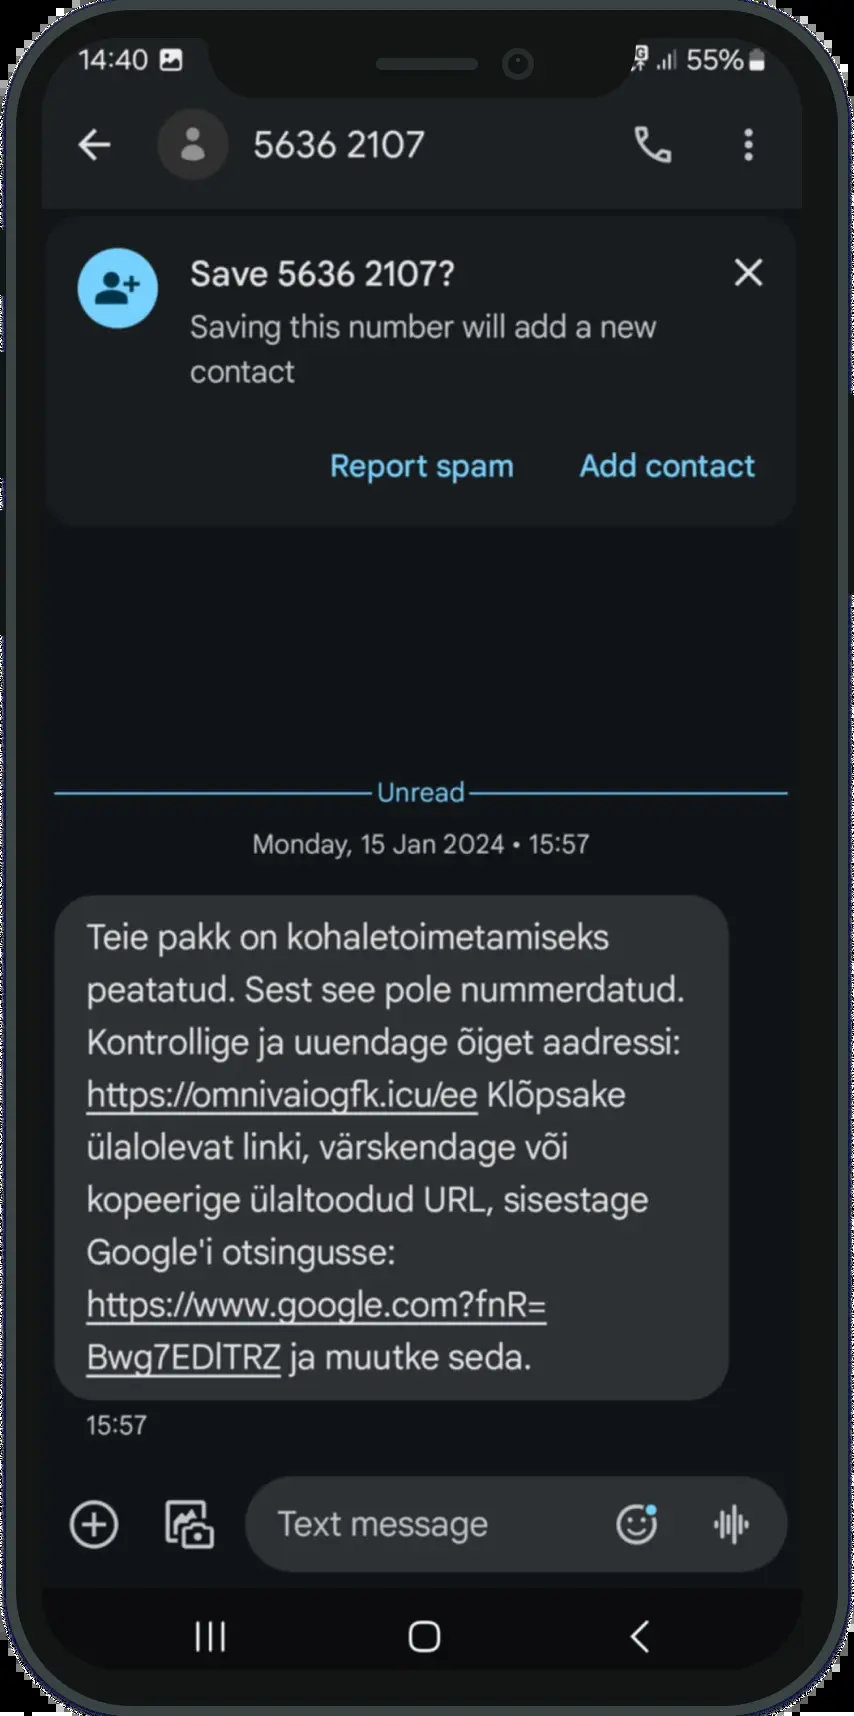 14:40 55%
5636 2107
Save 5636 2107?
Saving this number will add a new
contact
Report spam Add contact
Unread
Monday, 15 Jan 2024 • 15:57
Teie pakk on kohaletoimetamiseks
peatatud. Sest see pole nummerdatud.
Kontrollige ja uuendage õiget aadressi:
https://omnivaiogfk.icu/ee Klõpsake
ülalolevat linki, värskendage või
kopeerige ülaltoodud URL, sisestage
Google'i otsingusse:
https://www.google.com?fnR=
Bwg7EDlTRZ ja muutke seda.
15:57
Text message